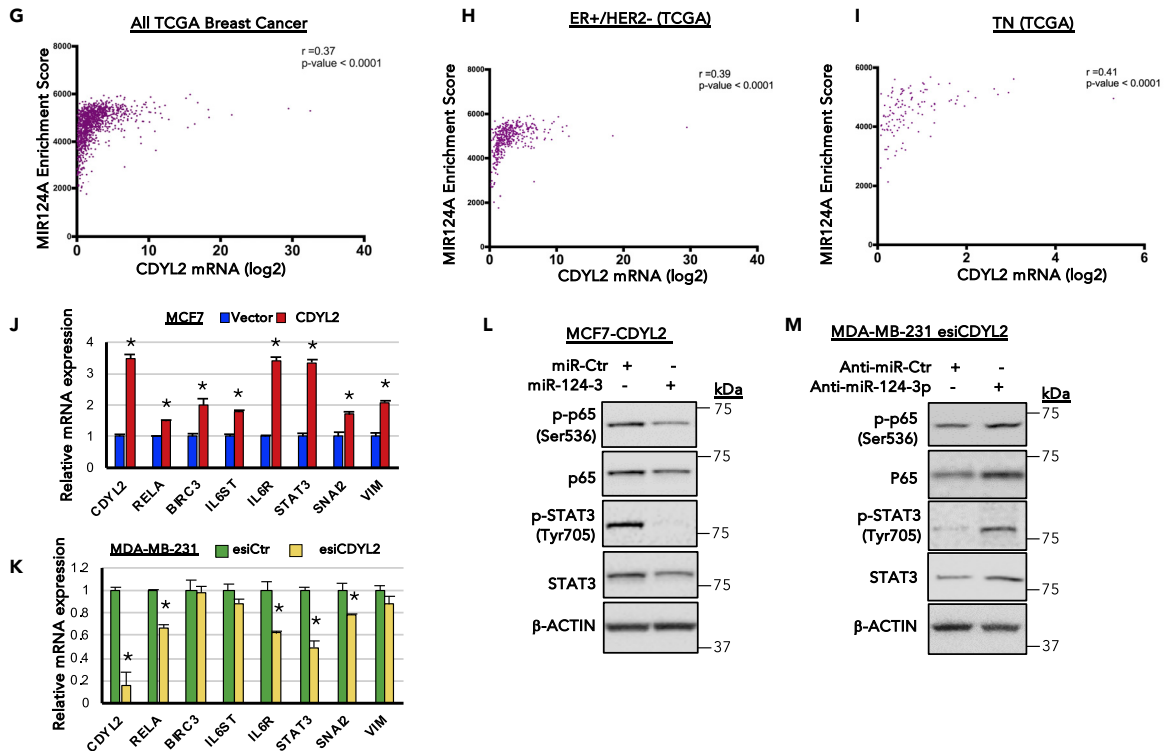 G
All TCGA Breast Cancer
r =0.37
p-value < 0.0001
MIR124A Enrichment Score
8000
6000
4000
2000
0
0 10 20 30 40
CDYL2 mRNA (log2)
H
ER+/HER2- (TCGA)
r =0.39
p-value < 0.0001
MIR124A Enrichment Score
8000
6000
4000
2000
0
0 10 20 30 40
CDYL2 mRNA (log2)
I
TN (TCGA)
r =0.41
p-value < 0.0001
MIR124A Enrichment Score
6000
4000
2000
0
0 2 4 6
CDYL2 mRNA (log2)
J
MCF7 Vector CDYL2
Relative mRNA expression
4
3
2
1
0
* * * * * * * *
CDYL2 RELA BIRC3 IL6ST IL6R STAT3 SNAI2 VIM
K
MDA-MB-231 esiCtr esiCDYL2
Relative mRNA expression
1.2
1
0.8
0.6
0.4
0.2
0
* * * * *
CDYL2 RELA BIRC3 IL6ST IL6R STAT3 SNAI2 VIM
L
MCF7-CDYL2
miR-Ctr + -
miR-124-3 - +
kDa
p-p65
(Ser536)
75
p65
75
p-STAT3
(Tyr705)
75
STAT3
75
β-ACTIN
37
M
MDA-MB-231 esiCDYL2
Anti-miR-Ctr + -
Anti-miR-124-3p - +
kDa
p-p65
(Ser536)
75
P65
75
p-STAT3
(Tyr705)
75
STAT3
75
β-ACTIN
37